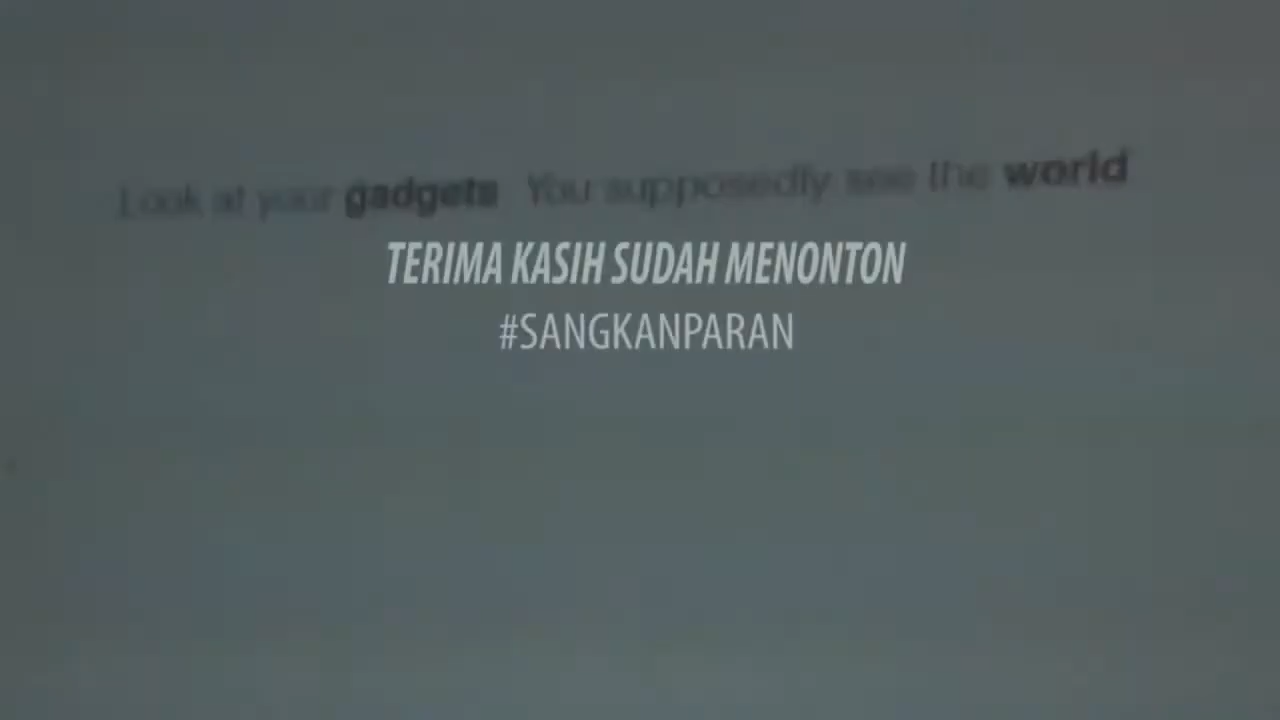 Look at your gadgets You supposedly see the world
TERIMA KASIH SUDAH MENONTON
#SANGKANPARAN